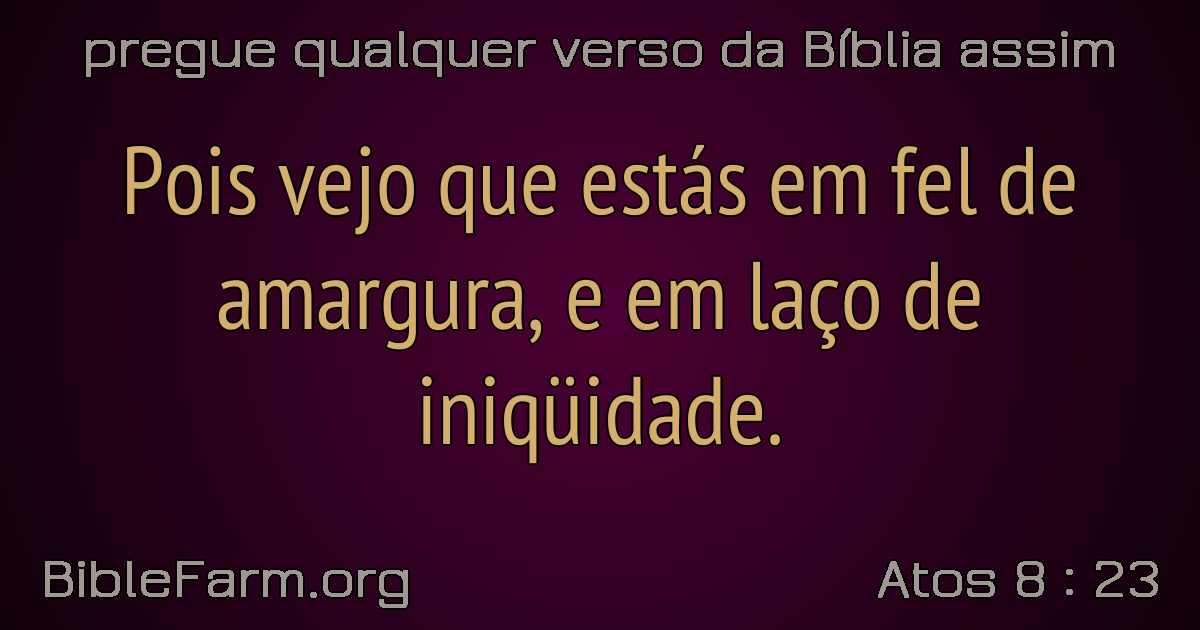 pregue qualquer verso da Bíblia assim
Pois vejo que estás em fel de
amargura, e em laço de
iniqüidade.
BibleFarm.org
Atos 8 : 23